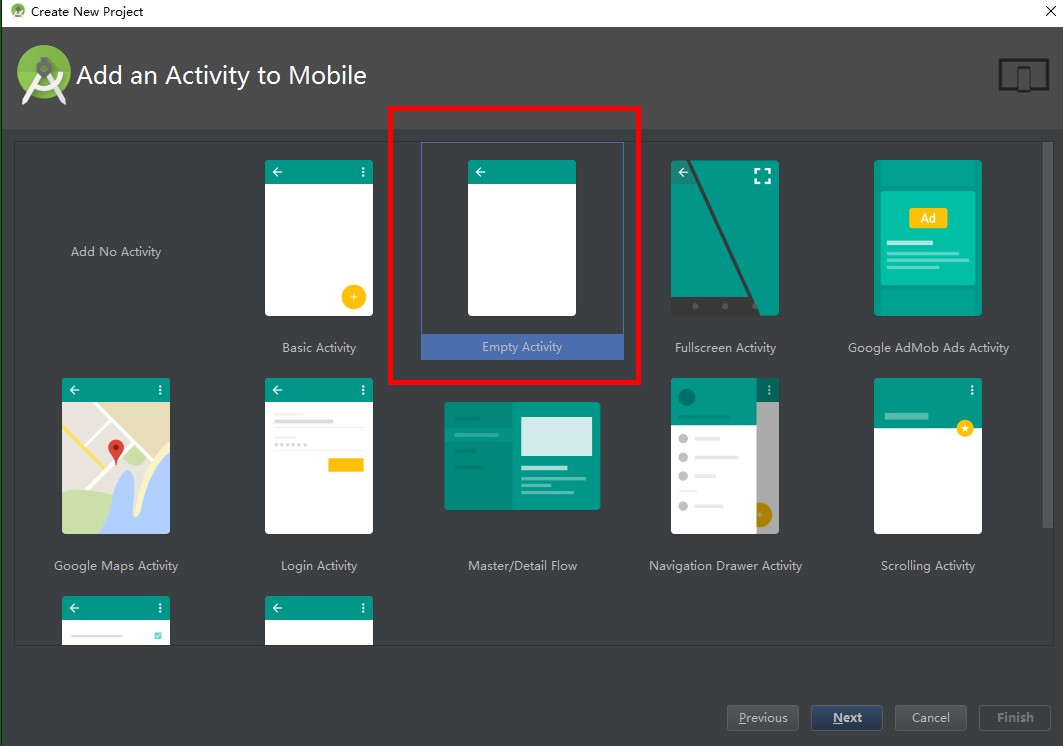 Create New Project
Add an Activity to Mobile
Add No Activity
Basic Activity
Empty Activity
Fullscreen Activity
Ad
Google AdMob Ads Activity
Google Maps Activity
Login Activity
Master/Detail Flow
Navigation Drawer Activity
Scrolling Activity
Previous
Next
Cancel
Finish